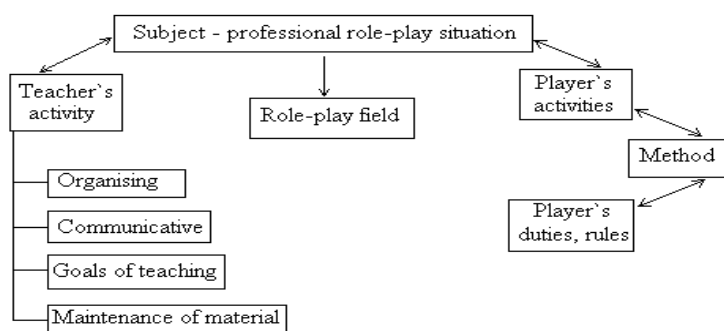 Subject - professional role-play situation
Teacher`s
activity
Role-play field
Player`s
activities
Method
Organising
Player`s
duties, rules
Communicative
Goals of teaching
Maintenance of material